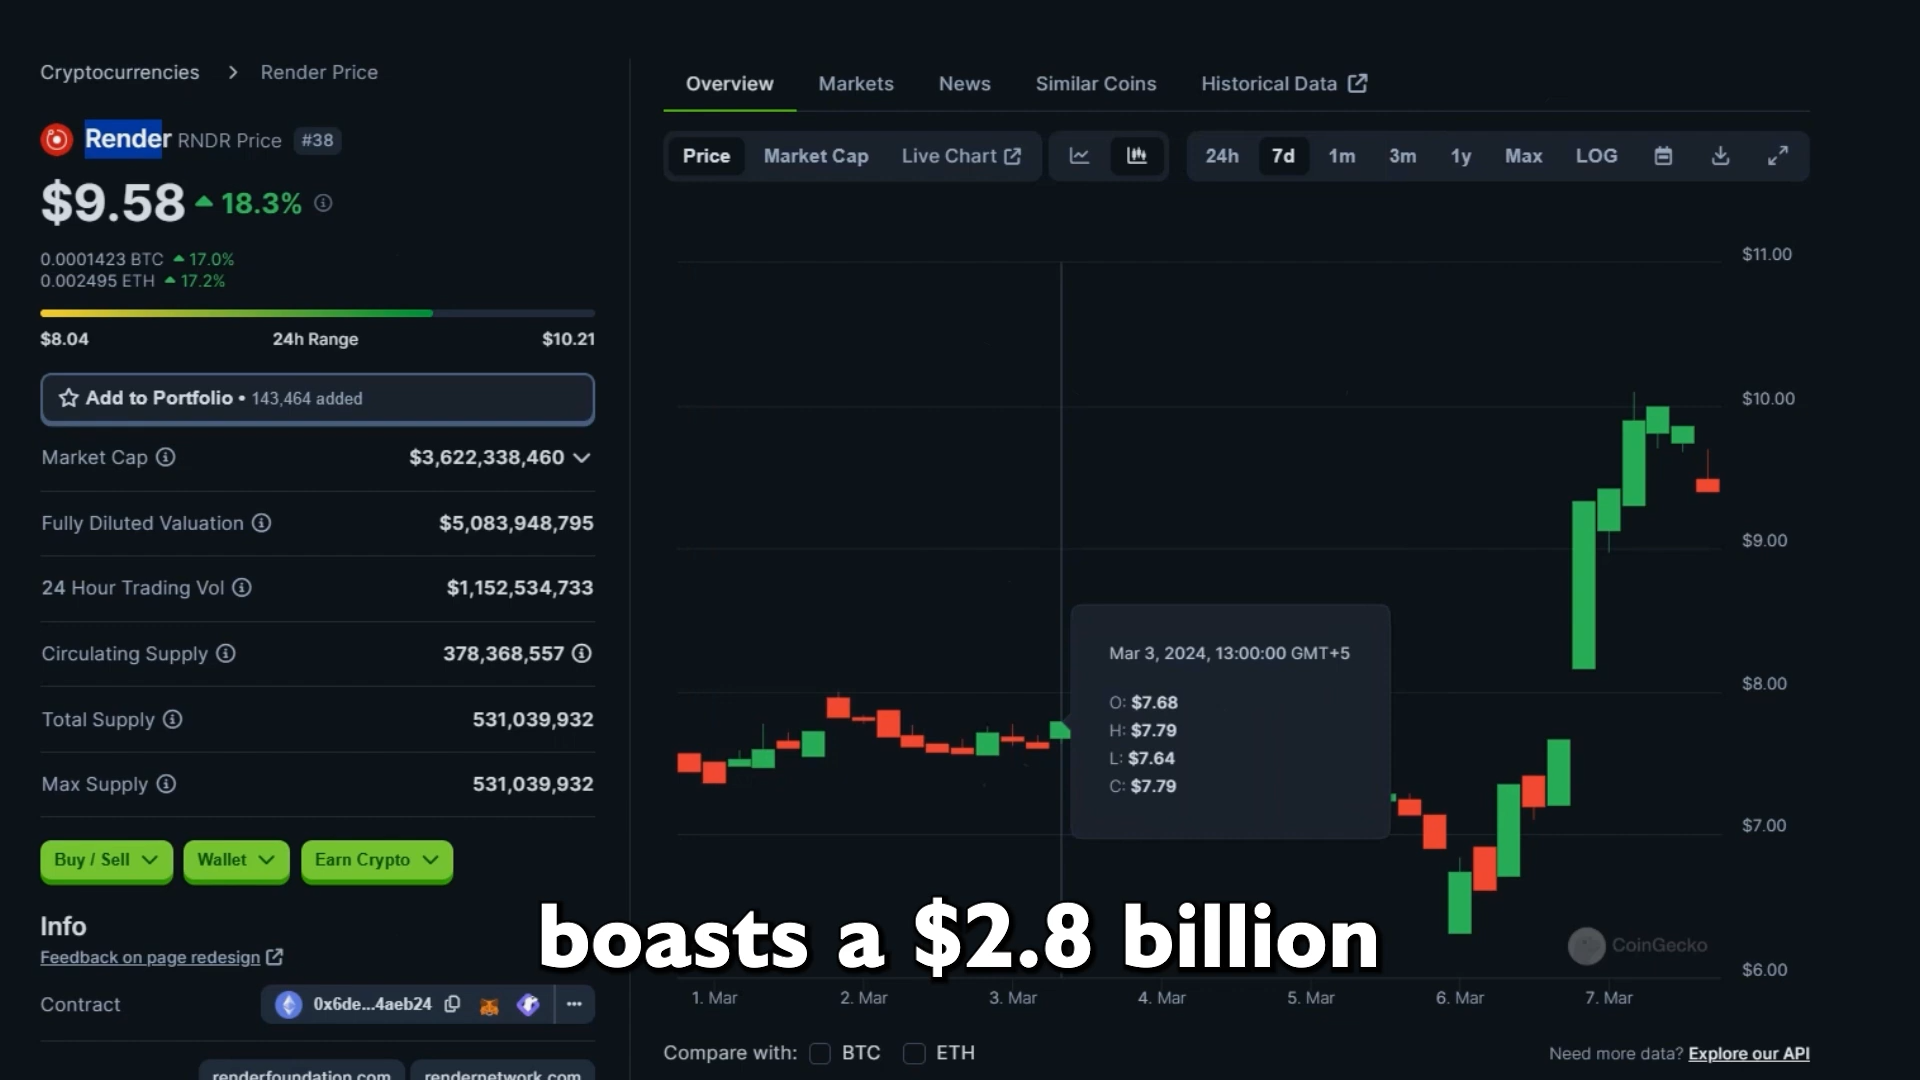 Cryptocurrencies > Render Price
Render RNDR Price #38
$9.58 18.3%
0.0001423 BTC 17.0%
0.002495 ETH 17.2%
$8.04 24h Range $10.21
Add to Portfolio • 143,464 added
Market Cap $3,622,338,460
Fully Diluted Valuation $5,083,948,795
24 Hour Trading Vol $1,152,534,733
Circulating Supply 378,368,557
Total Supply 531,039,932
Max Supply 531,039,932
Buy / Sell Wallet Earn Crypto
Info
Feedback on page redesign
Contract 0x6de...4aeb24 ···
renderfoundation.com rendernetwork.com
Overview Markets News Similar Coins Historical Data
Price Market Cap Live Chart 24h 7d 1m 3m 1y Max LOG
$11.00
$10.00
$9.00
$8.00
$7.00
$6.00
Mar 3, 2024, 13:00:00 GMT+5
O: $7.68
H: $7.79
L: $7.64
C: $7.79
CoinGecko
1. Mar 2. Mar 3. Mar 4. Mar 5. Mar 6. Mar 7. Mar
Compare with: BTC ETH
Need more data? Explore our API
boasts a $2.8 billion